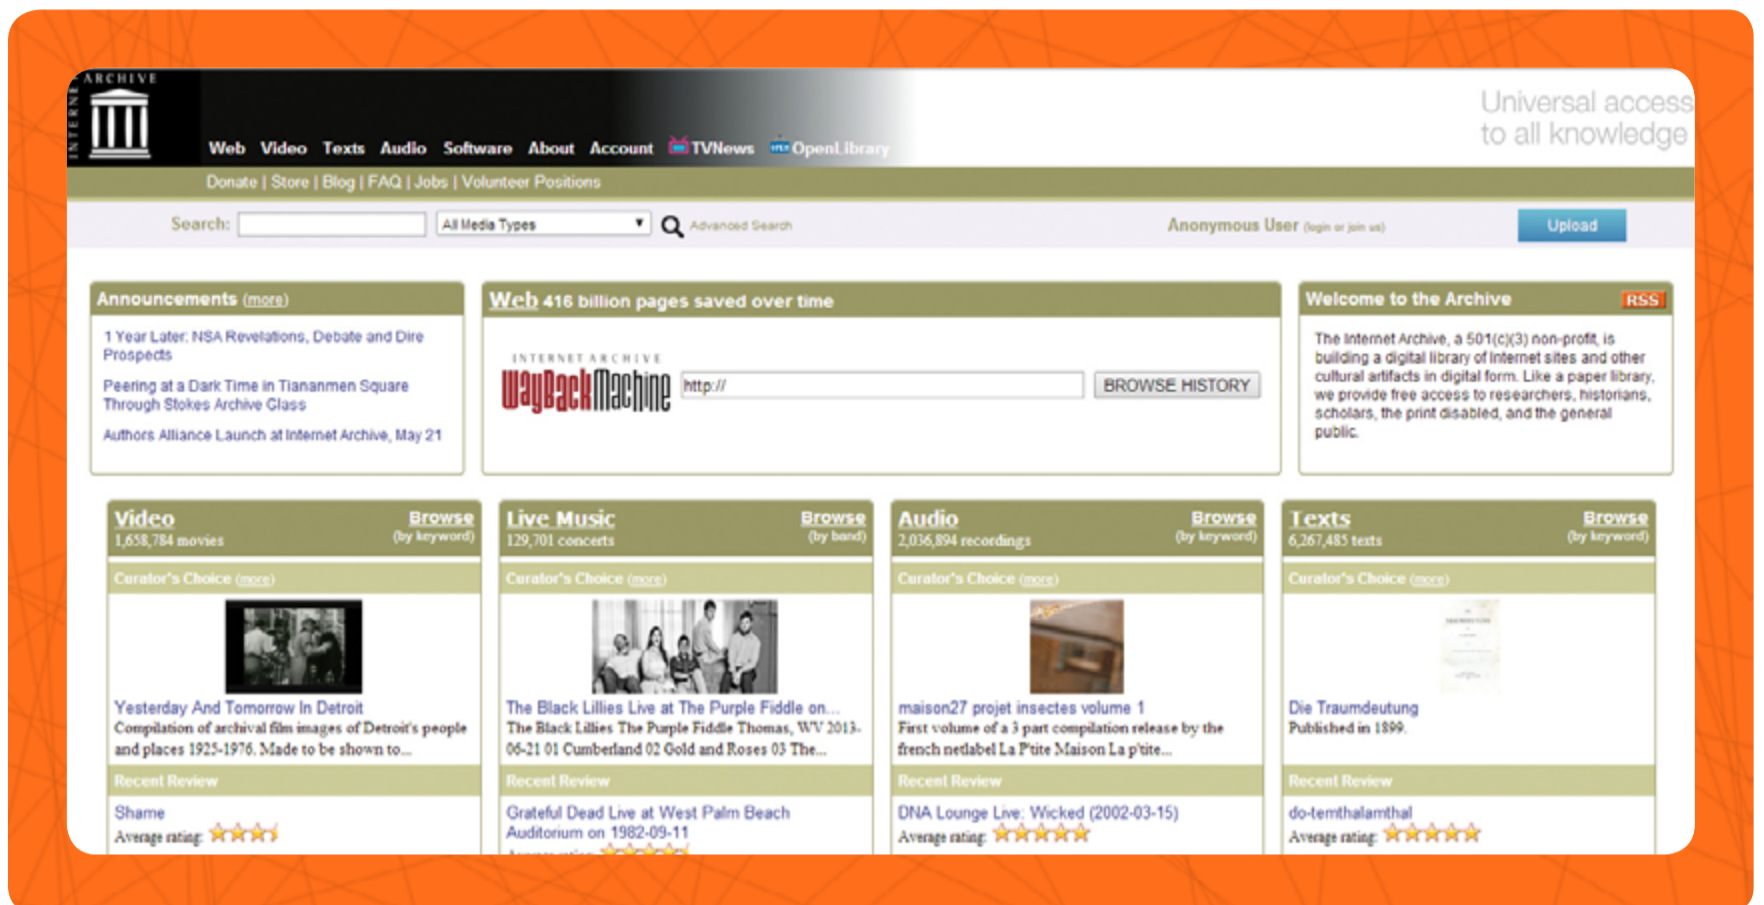 INTERNET ARCHIVE
Universal access
to all knowledge
Web Video Texts Audio Software About Account TVNews OpenLibrary
Donate | Store | Blog | FAQ | Jobs | Volunteer Positions
Search: All Media Types Advanced Search Anonymous User (login or join us) Upload
Announcements (more)
1 Year Later: NSA Revelations, Debate and Dire
Prospects
Peering at a Dark Time in Tiananmen Square
Through Stokes Archive Glass
Authors Alliance Launch at Internet Archive, May 21
Web 416 billion pages saved over time
INTERNET ARCHIVE
WayBackMachine
http://
BROWSE HISTORY
Welcome to the Archive RSS
The Internet Archive, a 501(c)(3) non-profit, is
building a digital library of Internet sites and other
cultural artifacts in digital form. Like a paper library,
we provide free access to researchers, historians,
scholars, the print disabled, and the general
public.
Video Browse
1,658,784 movies (by keyword)
Curator's Choice (more)
Yesterday And Tomorrow In Detroit
Compilation of archival film images of Detroit's people
and places 1925-1976. Made to be shown to...
Recent Review
Shame
Average rating:
Live Music Browse
129,701 concerts (by band)
Curator's Choice (more)
The Black Lillies Live at The Purple Fiddle on...
The Black Lillies The Purple Fiddle Thomas, WV 2013-
06-21 01 Cumberland 02 Gold and Roses 03 The...
Recent Review
Grateful Dead Live at West Palm Beach
Auditorium on 1982-09-11
Audio Browse
2,036,894 recordings (by keyword)
Curator's Choice (more)
maison27 projet insectes volume 1
First volume of a 3 part compilation release by the
french netlabel La P'tite Maison La p'tite...
Recent Review
DNA Lounge Live: Wicked (2002-03-15)
Average rating:
Texts Browse
6,267,485 texts (by keyword)
Curator's Choice (more)
Die Traumdeutung
Published in 1899.
Recent Review
do-temthalamthal
Average rating: